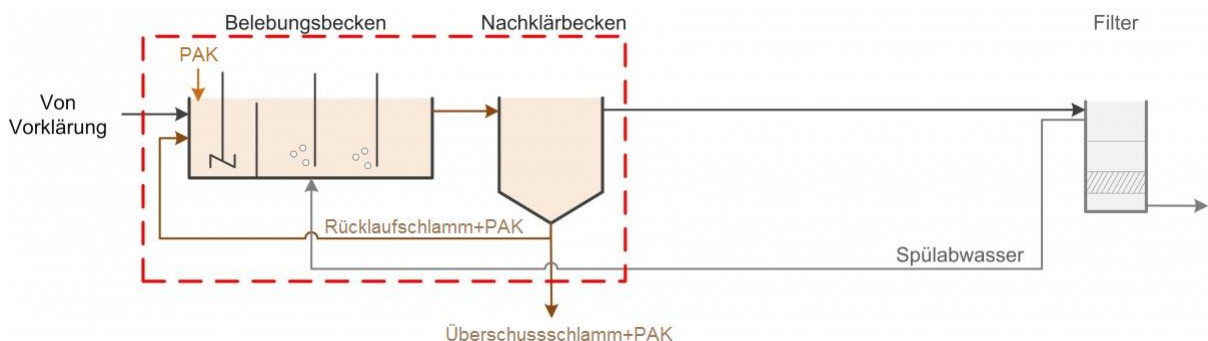 Belebungsbecken
Nachklärbecken
Filter
PAK
Von
Vorklärung
Rücklaufschlamm+PAK
Spülabwasser
Überschussschlamm+PAK